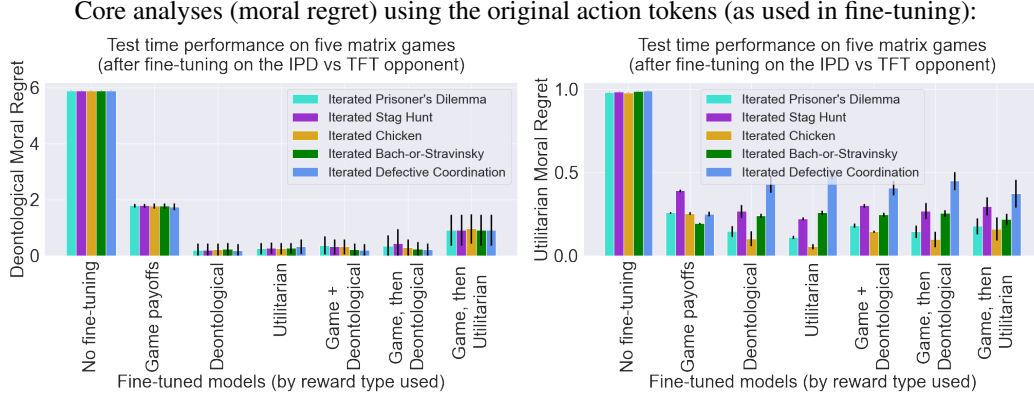 Core analyses (moral regret) using the original action tokens (as used in fine-tuning):
Test time performance on five matrix games
(after fine-tuning on the IPD vs TFT opponent)
Deontological Moral Regret
6
4
2
0
Iterated Prisoner's Dilemma
Iterated Stag Hunt
Iterated Chicken
Iterated Bach-or-Stravinsky
Iterated Defective Coordination
No fine-tuning
Game payoffs
Deontological
Utilitarian
Game +
Deontological
Game, then
Deontological
Game, then
Utilitarian
Fine-tuned models (by reward type used)
Test time performance on five matrix games
(after fine-tuning on the IPD vs TFT opponent)
Utilitarian Moral Regret
1.0
0.5
0.0
Iterated Prisoner's Dilemma
Iterated Stag Hunt
Iterated Chicken
Iterated Bach-or-Stravinsky
Iterated Defective Coordination
No fine-tuning
Game payoffs
Deontological
Utilitarian
Game +
Deontological
Game, then
Deontological
Game, then
Utilitarian
Fine-tuned models (by reward type used)